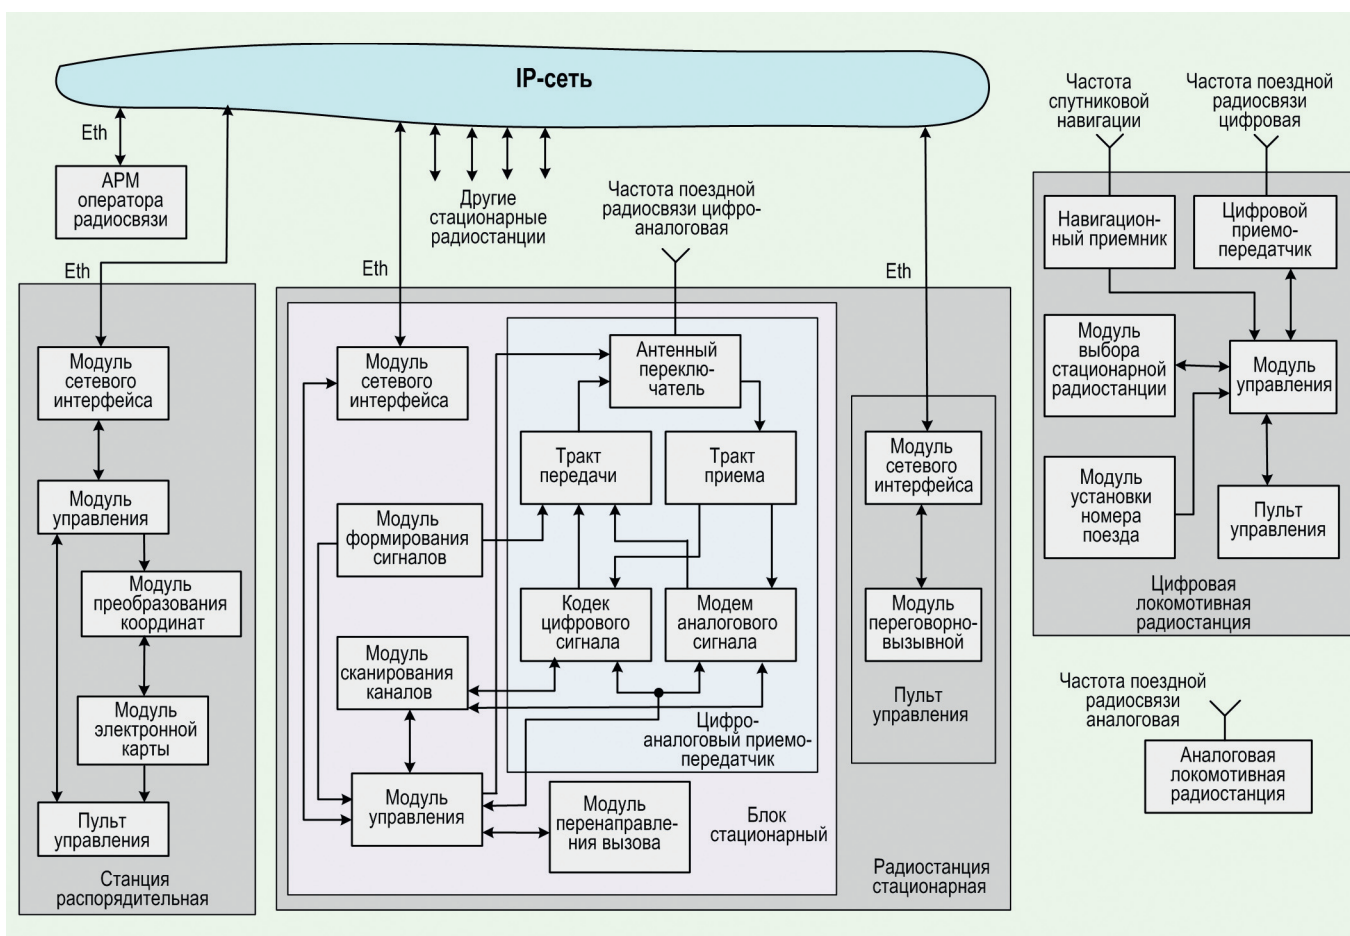 IP-сеть
Eth
АРМ
оператора
радиосвязи
Eth
Модуль
сетевого
интерфейса
Модуль
управления
Модуль
преобразования
координат
Модуль
электронной
карты
Пульт
управления
Станция
распорядительная
Другие
стационарные
радиостанции
Eth
Частота поездной
радиосвязи цифро-
аналоговая
Eth
Модуль
сетевого
интерфейса
Антенный
переклю-
чатель
Тракт
передачи
Тракт
приема
Модуль
формирования
сигналов
Кодек
цифрового
сигнала
Модем
аналогового
сигнала
Модуль
сканирования
каналов
Цифро-
аналоговый приемо-
передатчик
Модуль
управления
Модуль
перенаправле-
ния вызова
Блок
стационарный
Модуль
сетевого
интерфейса
Модуль
переговорно-
вызывной
Пульт
управления
Радиостанция
стационарная
Частота
спутниковой
навигации
Частота поездной
радиосвязи
цифровая
Навигацион-
ный приемник
Цифровой
приемо-
передатчик
Модуль
выбора
стационарной
радиостанции
Модуль
управления
Модуль
установки
номера
поезда
Пульт
управления
Цифровая
локомотивная
радиостанция
Частота поездной
радиосвязи
аналоговая
Аналоговая
локомотивная
радиостанция